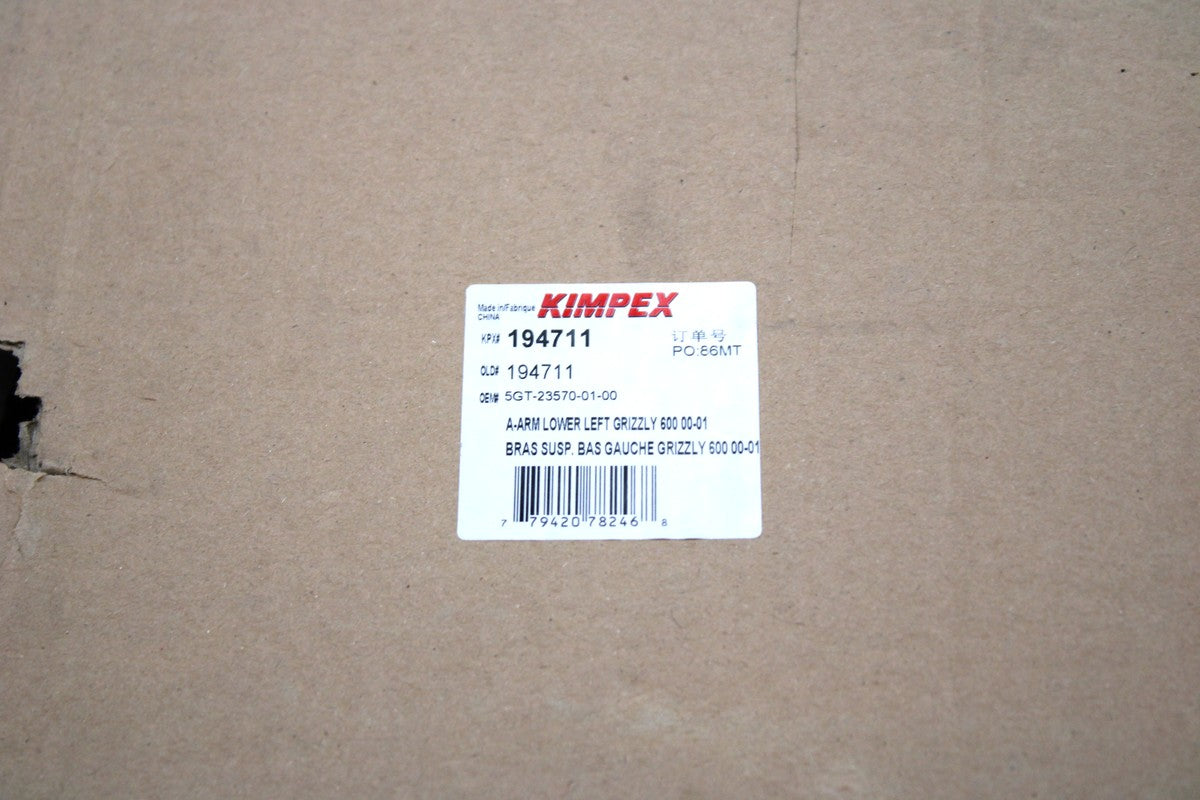 Made in/Fabrique
CHINA
KIMPEX
KPX# 194711
订单号
PO:86MT
OLD# 194711
OEM# 5GT-23570-01-00
A-ARM LOWER LEFT GRIZZLY 600 00-01
BRAS SUSP. BAS GAUCHE GRIZZLY 600 00-01
7 79420 78246 8